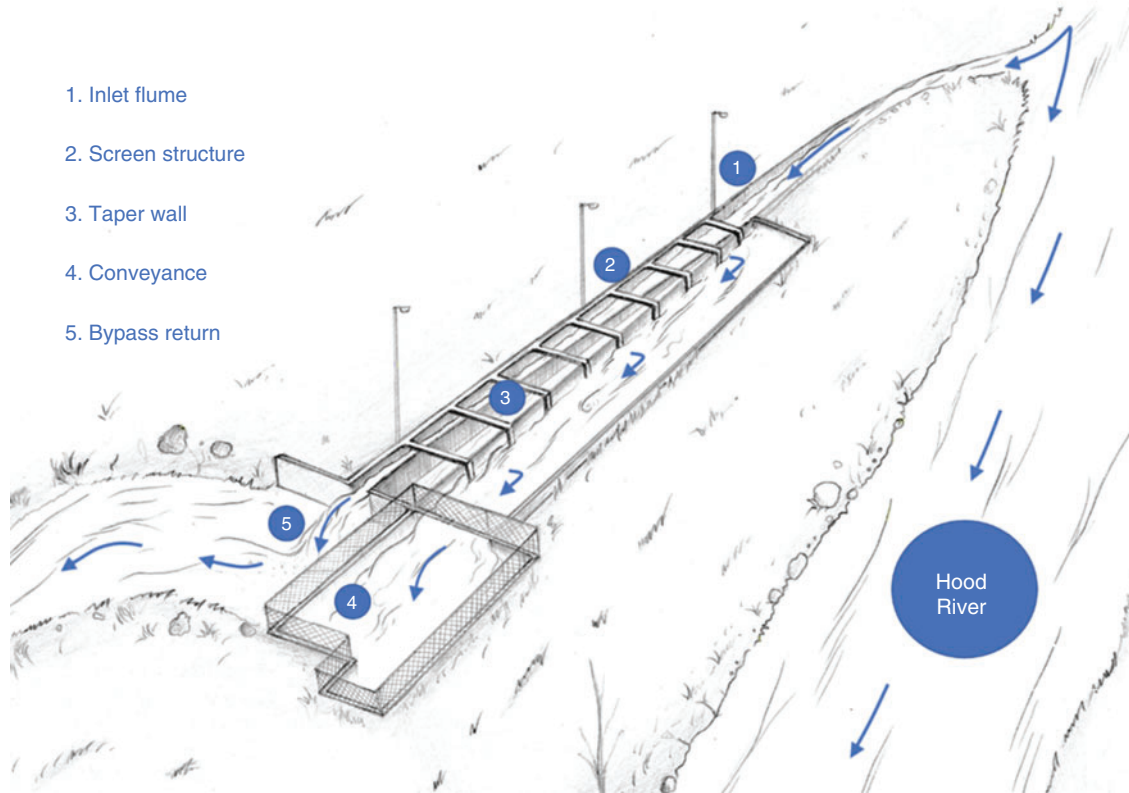 1. Inlet flume
2. Screen structure
3. Taper wall
4. Conveyance
5. Bypass return
1
2
3
5
4
Hood
River